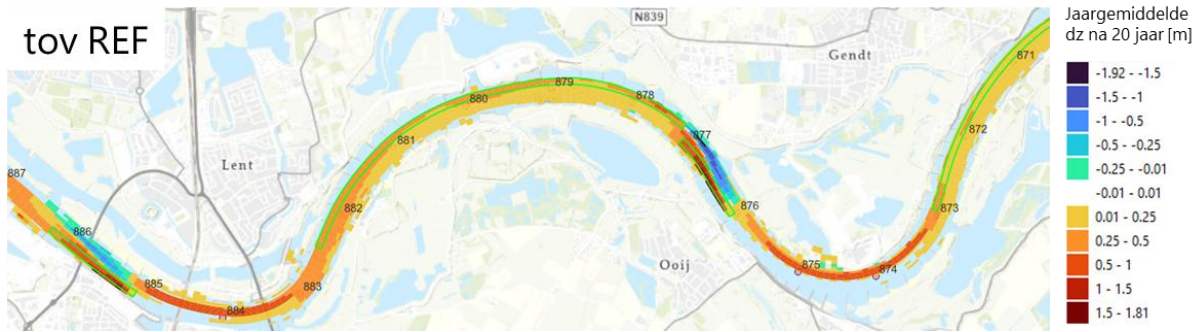 tov REF
N839
Gendt
Lent
Ooij
871
872
873
874
875
876
877
878
879
880
881
882
883
884
885
886
887
Jaargemiddelde
dz na 20 jaar [m]
-1.92 - -1.5
-1.5 - -1
-1 - -0.5
-0.5 - -0.25
-0.25 - -0.01
-0.01 - 0.01
0.01 - 0.25
0.25 - 0.5
0.5 - 1
1 - 1.5
1.5 - 1.81